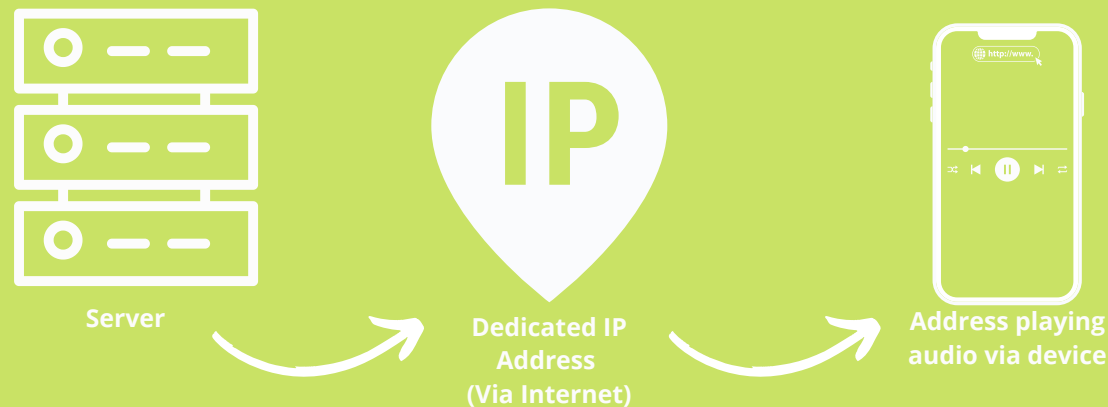 IP
http://www.
Server
Dedicated IP
Address
(Via Internet)
Address playing
audio via device